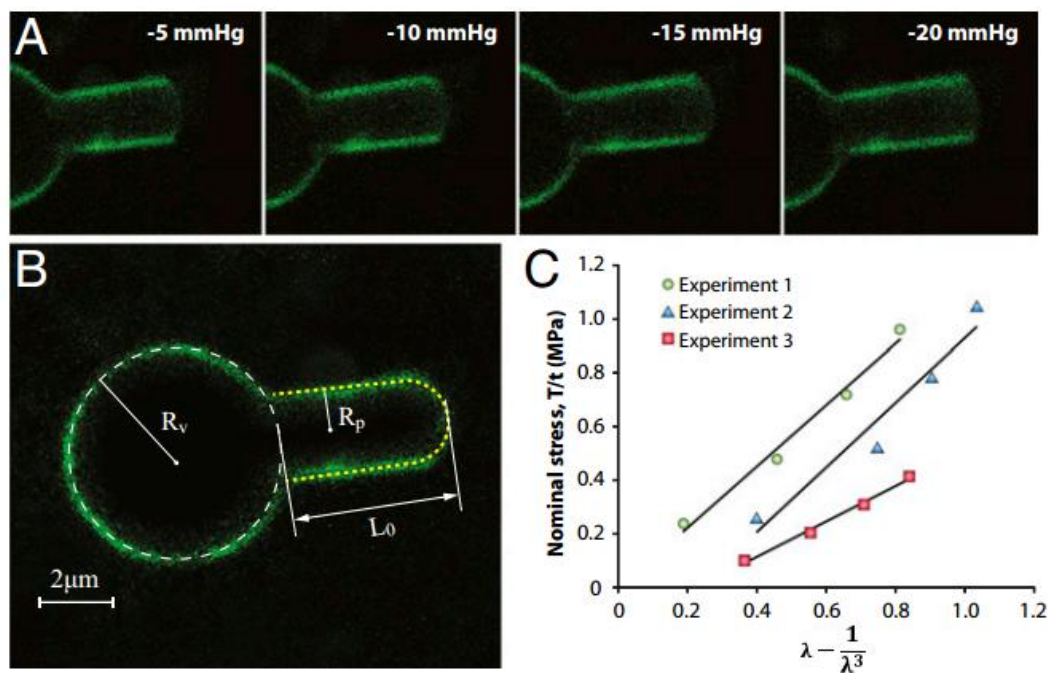 A
-5 mmHg
-10 mmHg
-15 mmHg
-20 mmHg
B
Rv
Rp
L0
2μm
C
Nominal stress, T/t (MPa)
1.2
1.0
0.8
0.6
0.4
0.2
0
Experiment 1
Experiment 2
Experiment 3
0
0.2
0.4
0.6
0.8
1.0
1.2
λ − 1/λ³